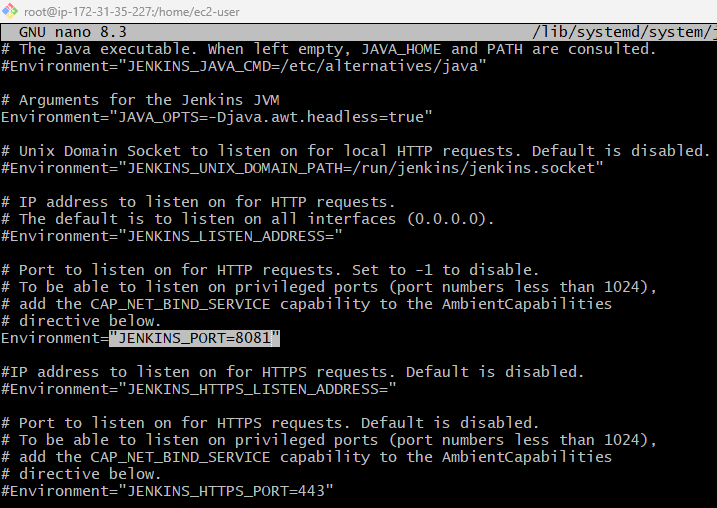 root@ip-172-31-35-227:/home/ec2-user
GNU nano 8.3 /lib/systemd/system/j
# The Java executable. When left empty, JAVA_HOME and PATH are consulted.
#Environment="JENKINS_JAVA_CMD=/etc/alternatives/java"
# Arguments for the Jenkins JVM
Environment="JAVA_OPTS=-Djava.awt.headless=true"
# Unix Domain Socket to listen on for local HTTP requests. Default is disabled.
#Environment="JENKINS_UNIX_DOMAIN_PATH=/run/jenkins/jenkins.socket"
# IP address to listen on for HTTP requests.
# The default is to listen on all interfaces (0.0.0.0).
#Environment="JENKINS_LISTEN_ADDRESS="
# Port to listen on for HTTP requests. Set to -1 to disable.
# To be able to listen on privileged ports (port numbers less than 1024),
# add the CAP_NET_BIND_SERVICE capability to the AmbientCapabilities
# directive below.
Environment="JENKINS_PORT=8081"
#IP address to listen on for HTTPS requests. Default is disabled.
#Environment="JENKINS_HTTPS_LISTEN_ADDRESS="
# Port to listen on for HTTPS requests. Default is disabled.
# To be able to listen on privileged ports (port numbers less than 1024),
# add the CAP_NET_BIND_SERVICE capability to the AmbientCapabilities
# directive below.
#Environment="JENKINS_HTTPS_PORT=443"